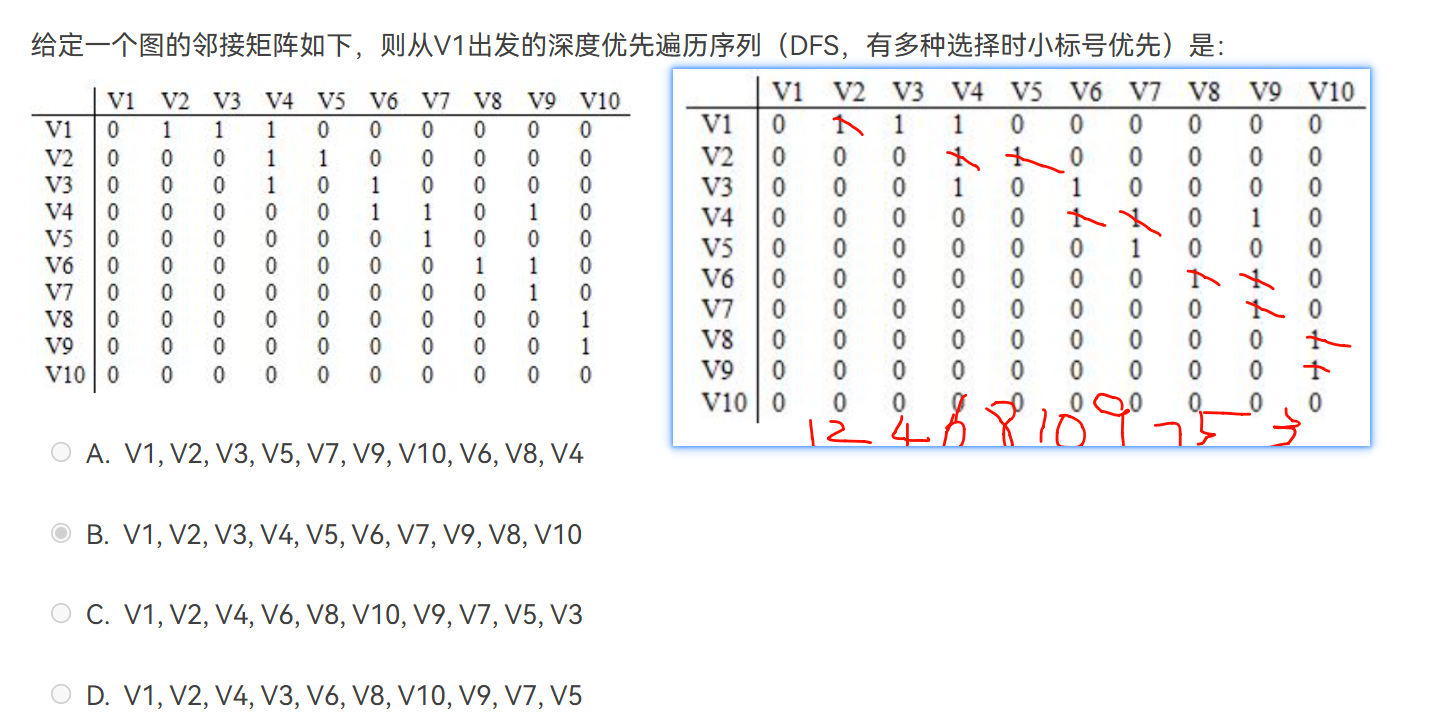 给定一个图的邻接矩阵如下，则从V1出发的深度优先遍历序列（DFS，有多种选择时小标号优先）是：
V1 V2 V3 V4 V5 V6 V7 V8 V9 V10
V1 0 1 1 1 0 0 0 0 0 0
V2 0 0 0 1 1 0 0 0 0 0
V3 0 0 0 1 0 1 0 0 0 0
V4 0 0 0 0 0 1 1 0 1 0
V5 0 0 0 0 0 0 1 0 0 0
V6 0 0 0 0 0 0 0 1 1 0
V7 0 0 0 0 0 0 0 0 1 0
V8 0 0 0 0 0 0 0 0 0 1
V9 0 0 0 0 0 0 0 0 0 1
V10 0 0 0 0 0 0 0 0 0 0
V1 V2 V3 V4 V5 V6 V7 V8 V9 V10
V1 0 1 1 1 0 0 0 0 0 0
V2 0 0 0 1 1 0 0 0 0 0
V3 0 0 0 1 0 1 0 0 0 0
V4 0 0 0 0 0 1 1 0 1 0
V5 0 0 0 0 0 0 1 0 0 0
V6 0 0 0 0 0 0 0 1 1 0
V7 0 0 0 0 0 0 0 0 1 0
V8 0 0 0 0 0 0 0 0 0 1
V9 0 0 0 0 0 0 0 0 0 1
V10 0 0 0 0 0 0 0 0 0 0
1 2 4 6 8 10 9 7 5 3
A. V1, V2, V3, V5, V7, V9, V10, V6, V8, V4
B. V1, V2, V3, V4, V5, V6, V7, V9, V8, V10
C. V1, V2, V4, V6, V8, V10, V9, V7, V5, V3
D. V1, V2, V4, V3, V6, V8, V10, V9, V7, V5